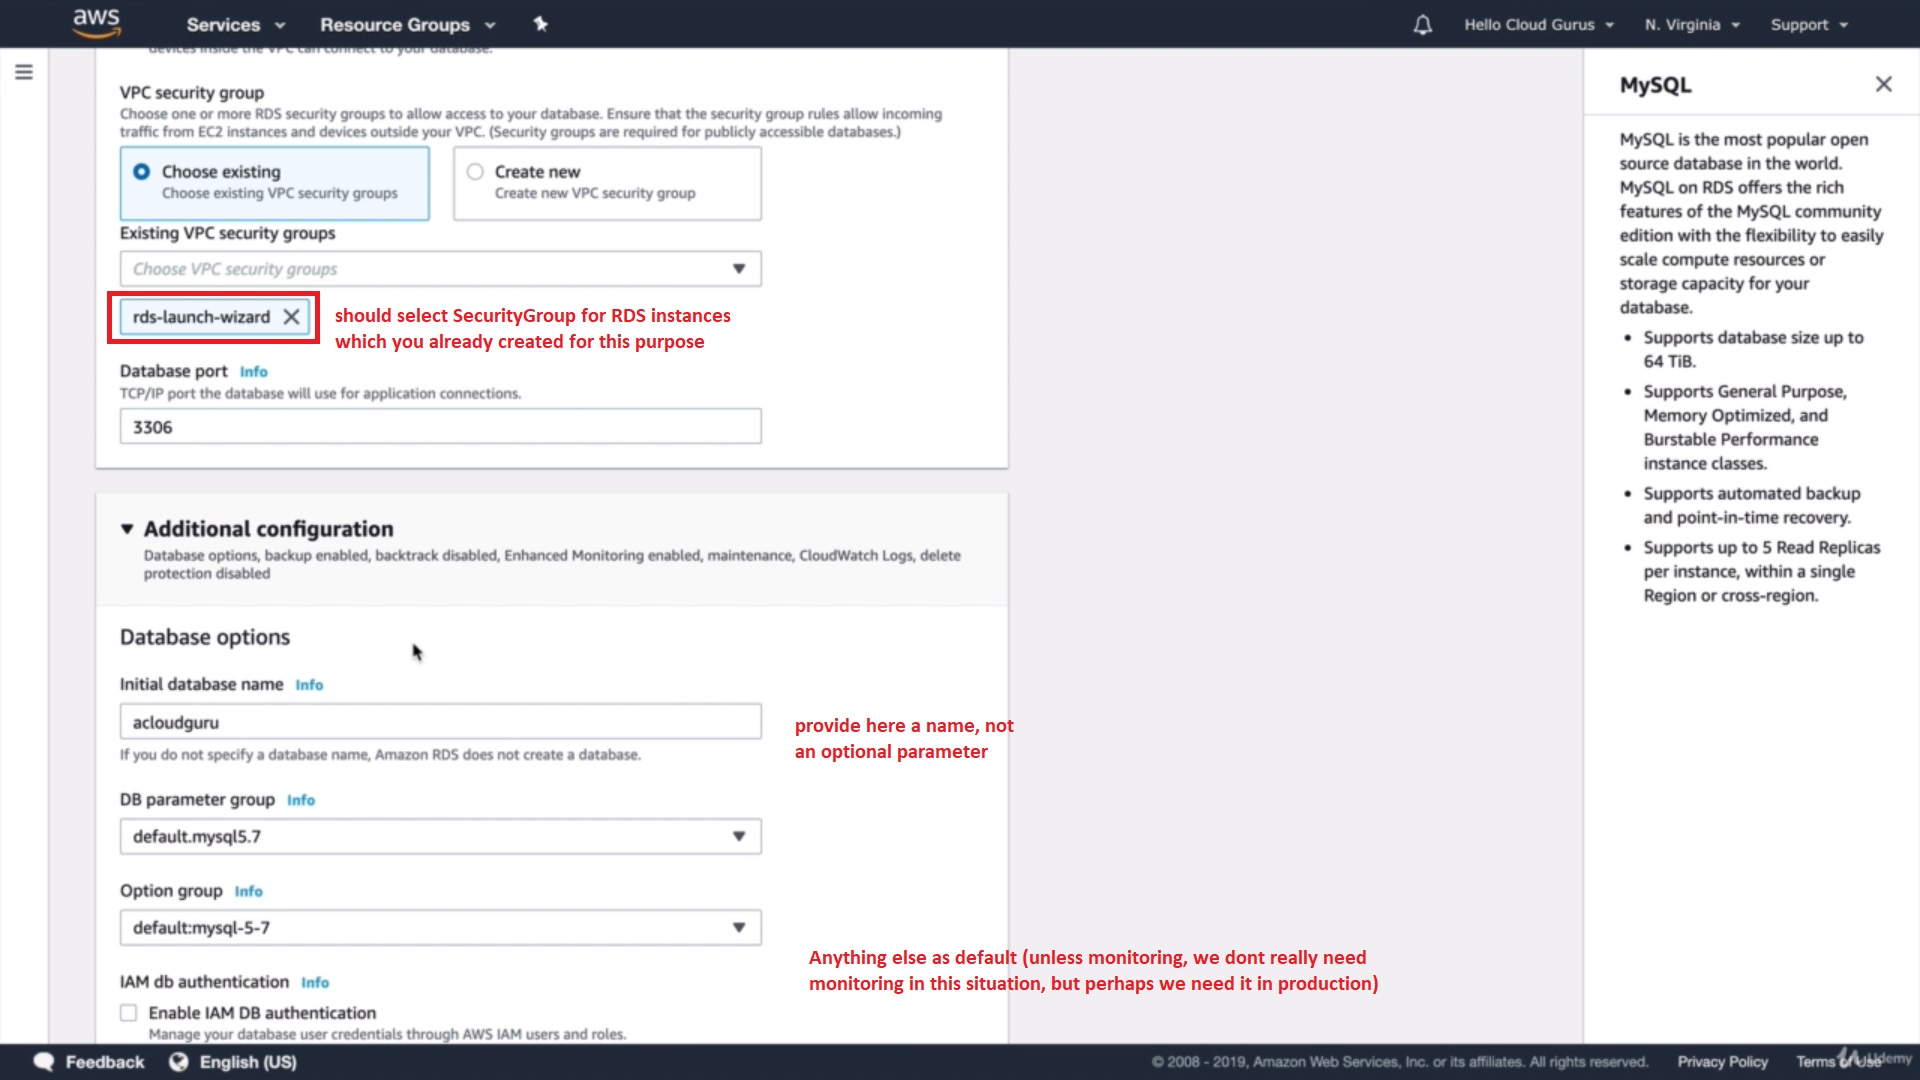 aws
Services
Resource Groups
Hello Cloud Gurus
N. Virginia
Support
devices inside the VPC can connect to your database.
VPC security group
Choose one or more RDS security groups to allow access to your database. Ensure that the security group rules allow incoming
traffic from EC2 instances and devices outside your VPC. (Security groups are required for publicly accessible databases.)
Choose existing
Choose existing VPC security groups
Create new
Create new VPC security group
Existing VPC security groups
Choose VPC security groups
rds-launch-wizard
should select SecurityGroup for RDS instances
which you already created for this purpose
Database port Info
TCP/IP port the database will use for application connections.
3306
Additional configuration
Database options, backup enabled, backtrack disabled, Enhanced Monitoring enabled, maintenance, CloudWatch Logs, delete
protection disabled
Database options
Initial database name Info
acloudguru
If you do not specify a database name, Amazon RDS does not create a database.
provide here a name, not
an optional parameter
DB parameter group Info
default.mysql5.7
Option group Info
default:mysql-5-7
Anything else as default (unless monitoring, we dont really need
monitoring in this situation, but perhaps we need it in production)
IAM db authentication Info
Enable IAM DB authentication
Manage your database user credentials through AWS IAM users and roles.
MySQL
MySQL is the most popular open
source database in the world.
MySQL on RDS offers the rich
features of the MySQL community
edition with the flexibility to easily
scale compute resources or
storage capacity for your
database.
• Supports database size up to
64 TiB.
• Supports General Purpose,
Memory Optimized, and
Burstable Performance
instance classes.
• Supports automated backup
and point-in-time recovery.
• Supports up to 5 Read Replicas
per instance, within a single
Region or cross-region.
Feedback
English (US)
© 2008 - 2019, Amazon Web Services, Inc. or its affiliates. All rights reserved.
Privacy Policy
Terms of Use
Udemy